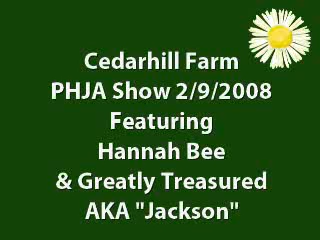 Cedarhill Farm
PHJA Show 2/9/2008
Featuring
Hannah Bee
& Greatly Treasured
AKA "Jackson"